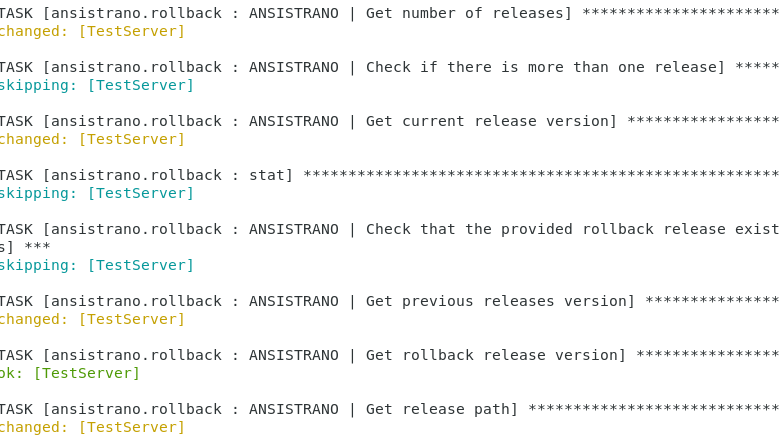 TASK [ansistrano.rollback : ANSISTRANO | Get number of releases] **********************
changed: [TestServer]
TASK [ansistrano.rollback : ANSISTRANO | Check if there is more than one release] *****
skipping: [TestServer]
TASK [ansistrano.rollback : ANSISTRANO | Get current release version] *****************
changed: [TestServer]
TASK [ansistrano.rollback : stat] *****************************************************
skipping: [TestServer]
TASK [ansistrano.rollback : ANSISTRANO | Check that the provided rollback release exist
s] ***
skipping: [TestServer]
TASK [ansistrano.rollback : ANSISTRANO | Get previous releases version] ***************
changed: [TestServer]
TASK [ansistrano.rollback : ANSISTRANO | Get rollback release version] ****************
ok: [TestServer]
TASK [ansistrano.rollback : ANSISTRANO | Get release path] ****************************
changed: [TestServer]